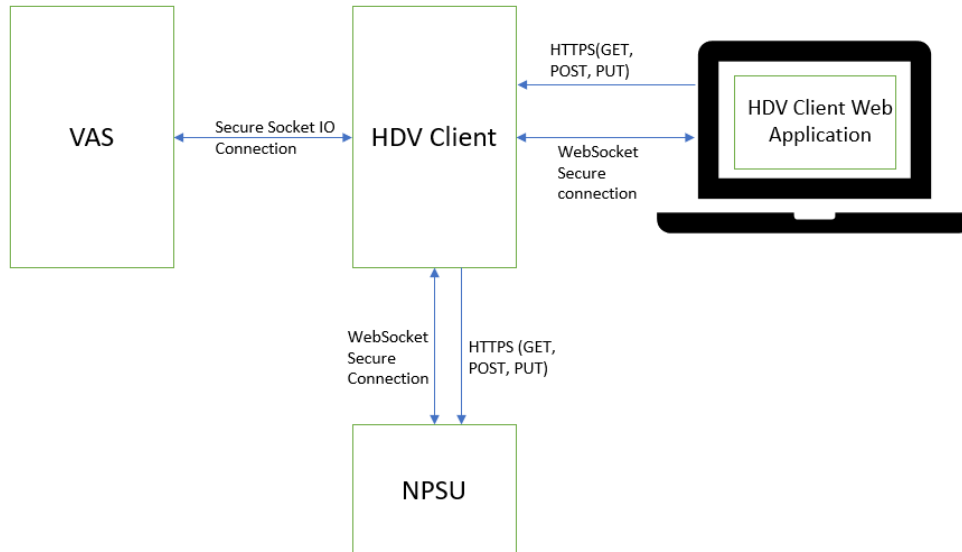 VAS
Secure Socket IO
Connection
HDV Client
HTTPS(GET,
POST, PUT)
WebSocket
Secure
connection
HDV Client Web
Application
WebSocket
Secure
Connection
HTTPS (GET,
POST, PUT)
NPSU